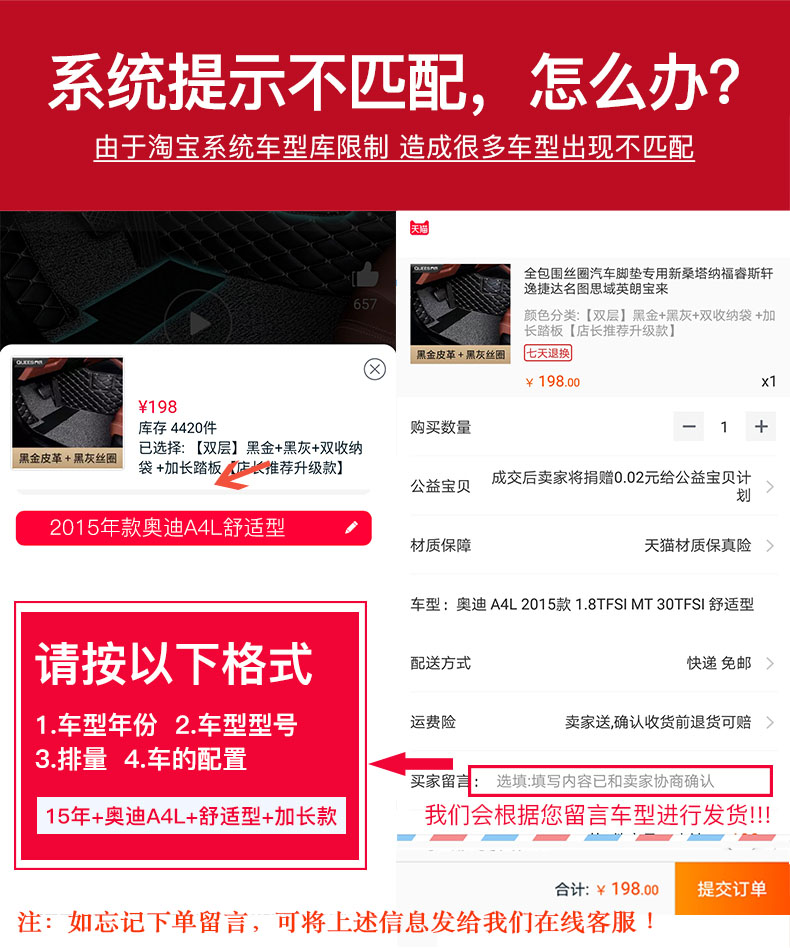 系统提示不匹配，怎么办?
由于淘宝系统车型库限制 造成很多车型出现不匹配
657
QUEES
黑金皮革 + 黑灰丝圈
¥198
库存 4420件
已选择: 【双层】黑金+黑灰+双收纳
袋 +加长踏板【店长推荐升级款】
2015年款奥迪A4L舒适型
请按以下格式
1.车型年份 2.车型型号
3.排量 4.车的配置
15年+奥迪A4L+舒适型+加长款
天猫
QUEES
黑金皮革 + 黑灰丝圈
全包围丝圈汽车脚垫专用新桑塔纳福睿斯轩
逸捷达名图思域英朗宝来
颜色分类:【双层】黑金+黑灰+双收纳袋 +加
长踏板【店长推荐升级款】
七天退换
¥ 198.00
x1
购买数量
1
公益宝贝
成交后卖家将捐赠0.02元给公益宝贝计
划
材质保障
天猫材质保真险
车型：奥迪 A4L 2015款 1.8TFSI MT 30TFSI 舒适型
配送方式
快递 免邮
运费险
卖家送,确认收货前退货可赔
买家留言：
选填:填写内容已和卖家协商确认
我们会根据您留言车型进行发货!!!
合计: ¥ 198.00
提交订单
注：如忘记下单留言，可将上述信息发给我们在线客服！